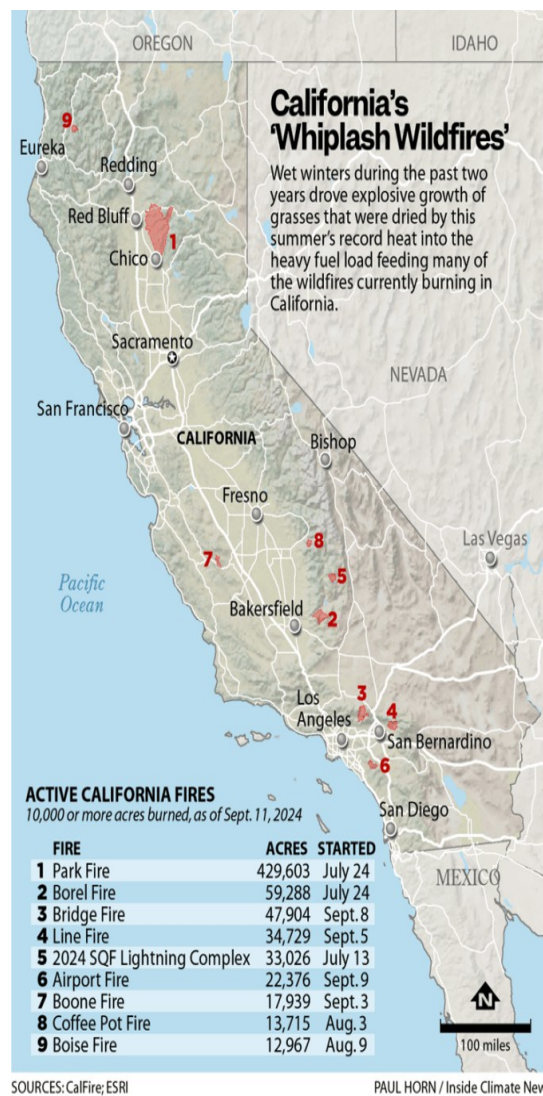 OREGON
IDAHO
California's
'Whiplash Wildfires'
Wet winters during the past two
years drove explosive growth of
grasses that were dried by this
summer's record heat into the
heavy fuel load feeding many of
the wildfires currently burning in
California.
9
Eureka
Redding
Red Bluff
1
Chico
Sacramento
NEVADA
San Francisco
CALIFORNIA
Bishop
Fresno
8
Las Vegas
7
5
Pacific
Ocean
Bakersfield
2
3
Los
Angeles
4
San Bernardino
6
San Diego
MEXICO
N
100 miles
ACTIVE CALIFORNIA FIRES
10,000 or more acres burned, as of Sept. 11, 2024
FIRE ACRES STARTED
1 Park Fire 429,603 July 24
2 Borel Fire 59,288 July 24
3 Bridge Fire 47,904 Sept. 8
4 Line Fire 34,729 Sept. 5
5 2024 SQF Lightning Complex 33,026 July 13
6 Airport Fire 22,376 Sept. 9
7 Boone Fire 17,939 Sept. 3
8 Coffee Pot Fire 13,715 Aug. 3
9 Boise Fire 12,967 Aug. 9
SOURCES: CalFire; ESRI
PAUL HORN / Inside Climate New